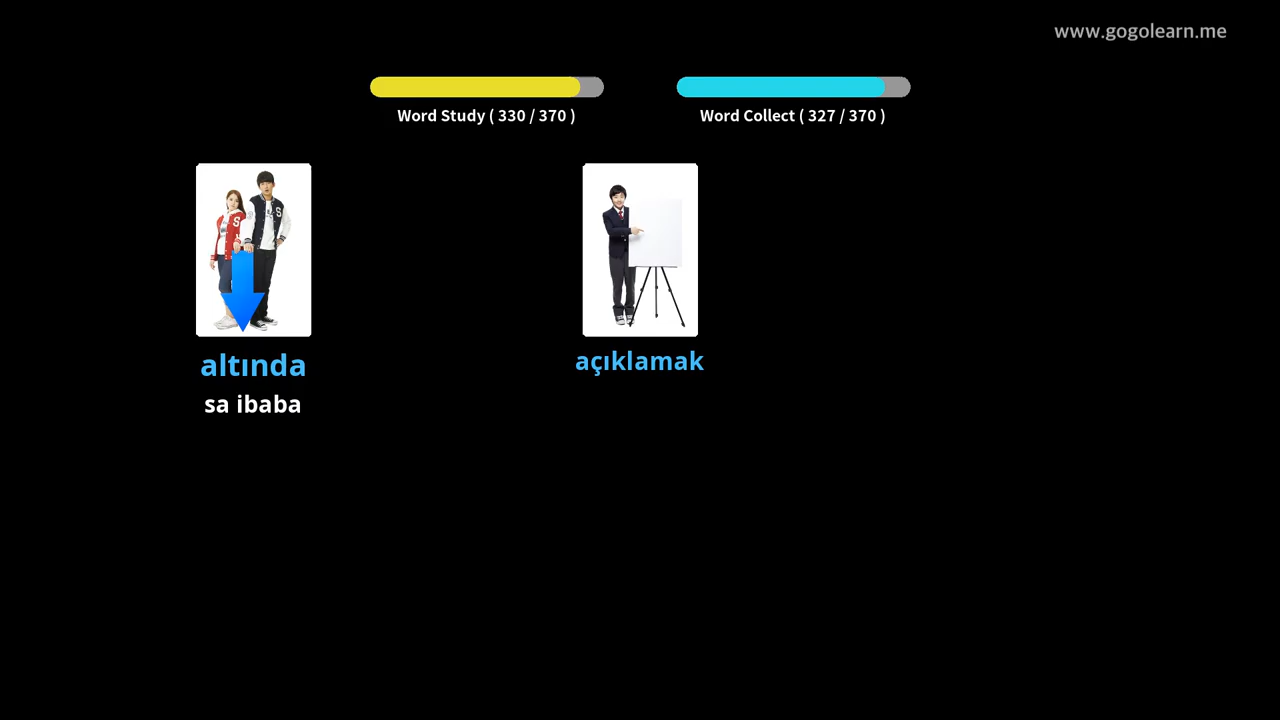 www.gogolearn.me
Word Study ( 330 / 370 )
Word Collect ( 327 / 370 )
S
S
altında
sa ibaba
açıklamak